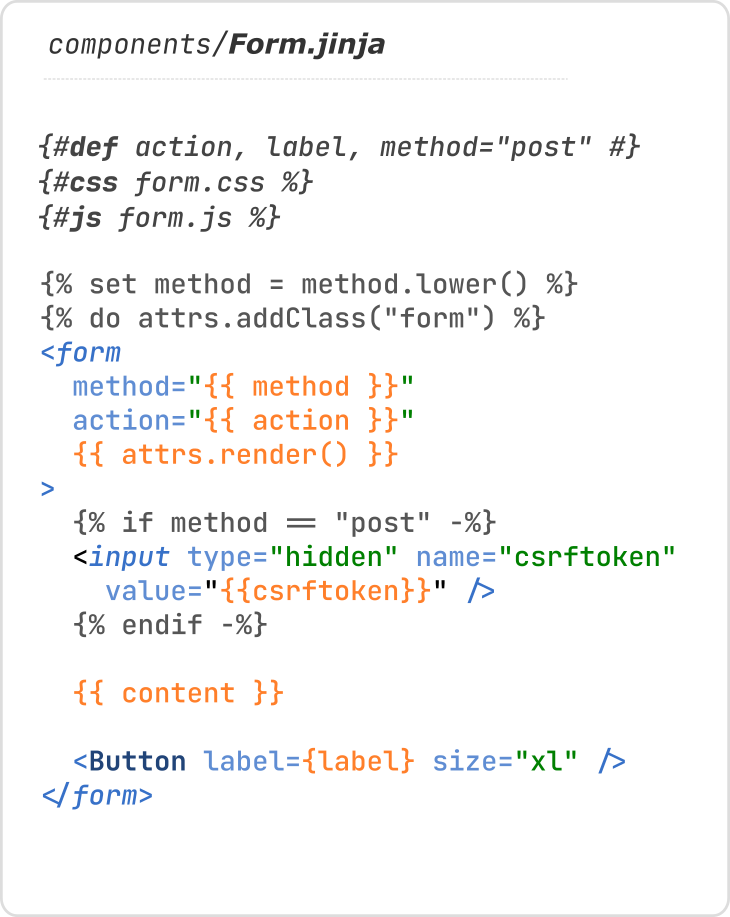 components/Form.jinja
{#def action, label, method="post" #}
{#css form.css %}
{#js form.js %}
{% set method = method.lower() %}
{% do attrs.addClass("form") %}
<form
method="{{ method }}"
action="{{ action }}"
{{ attrs.render() }}
>
{% if method == "post" -%}
<input type="hidden" name="csrftoken"
value="{{csrftoken}}" />
{% endif -%}
{{ content }}
<Button label={label} size="xl" />
</form>